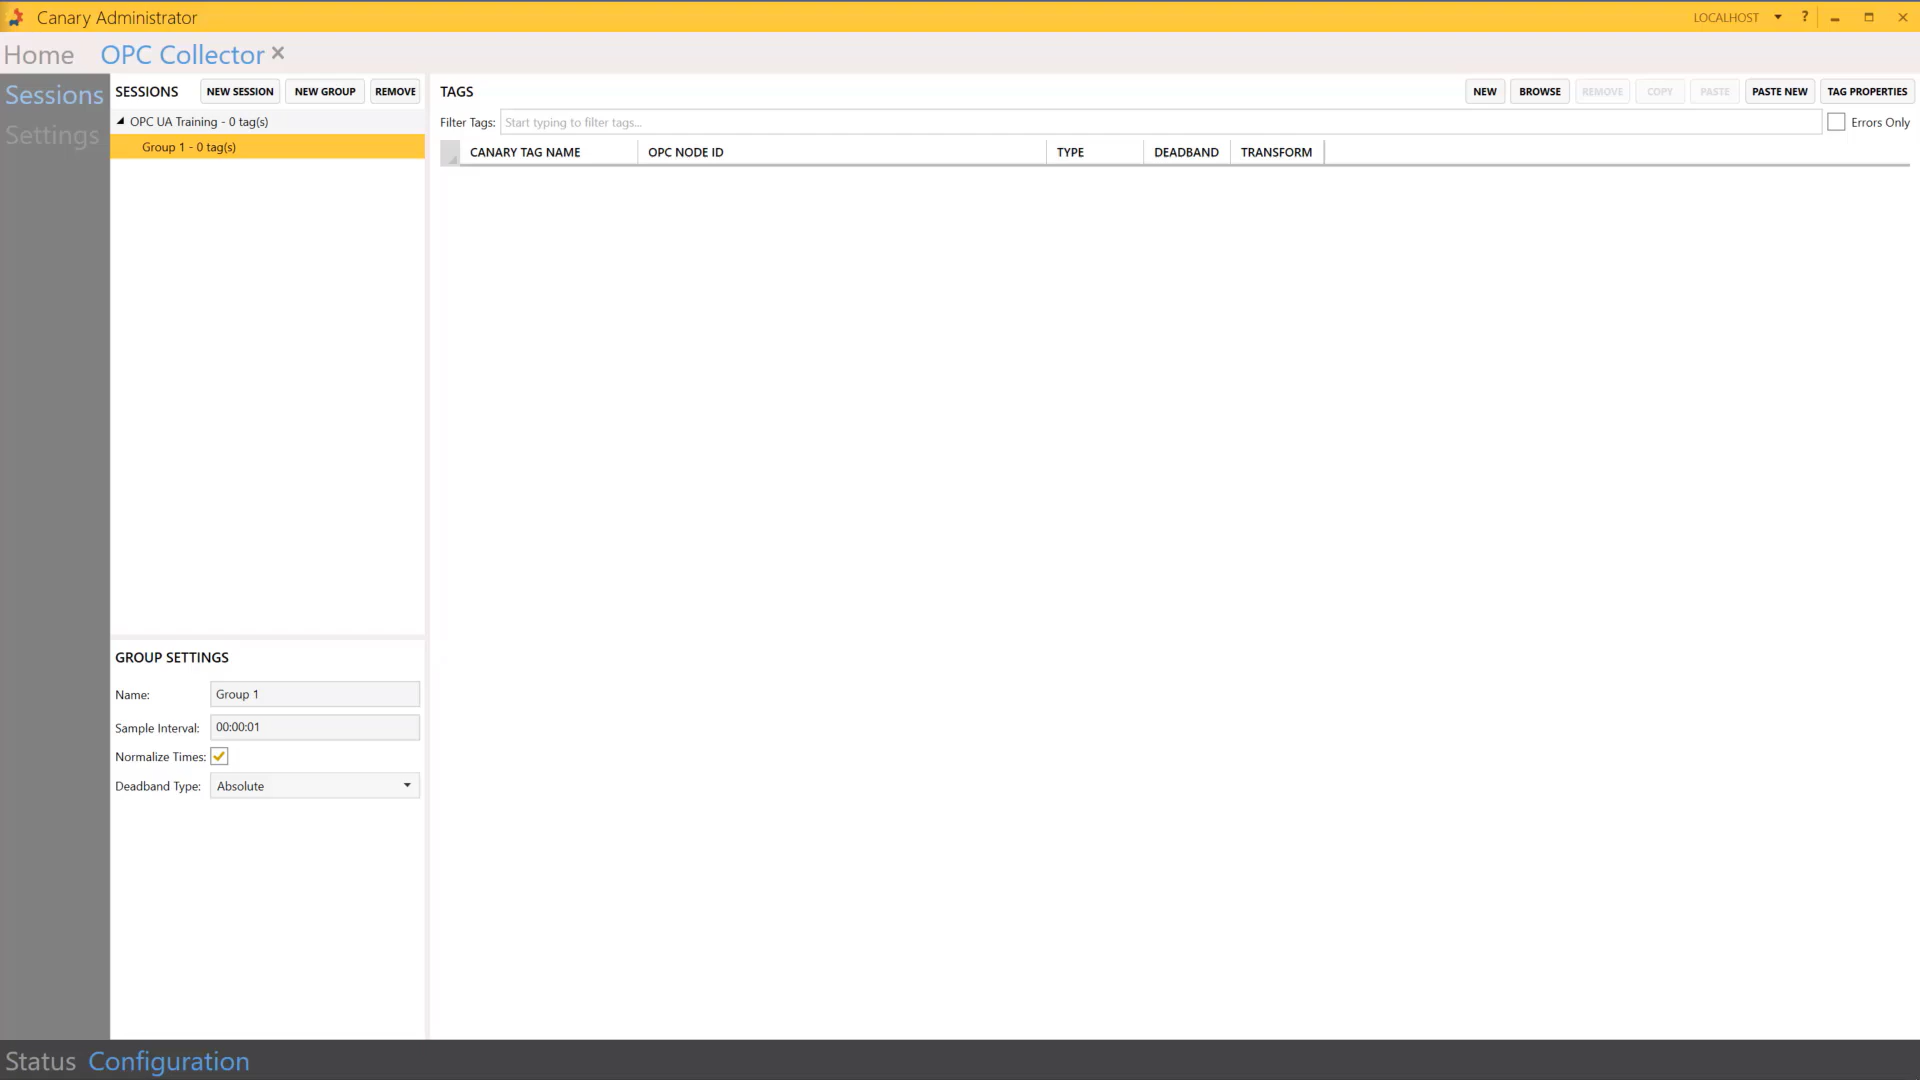 Canary Administrator
LOCALHOST ?
Home OPC Collector
Sessions
Settings
SESSIONS NEW SESSION NEW GROUP REMOVE
OPC UA Training - 0 tag(s)
Group 1 - 0 tag(s)
TAGS NEW BROWSE REMOVE COPY PASTE PASTE NEW TAG PROPERTIES
Filter Tags: Start typing to filter tags... Errors Only
CANARY TAG NAME OPC NODE ID TYPE DEADBAND TRANSFORM
GROUP SETTINGS
Name: Group 1
Sample Interval: 00:00:01
Normalize Times:
Deadband Type: Absolute
Status Configuration